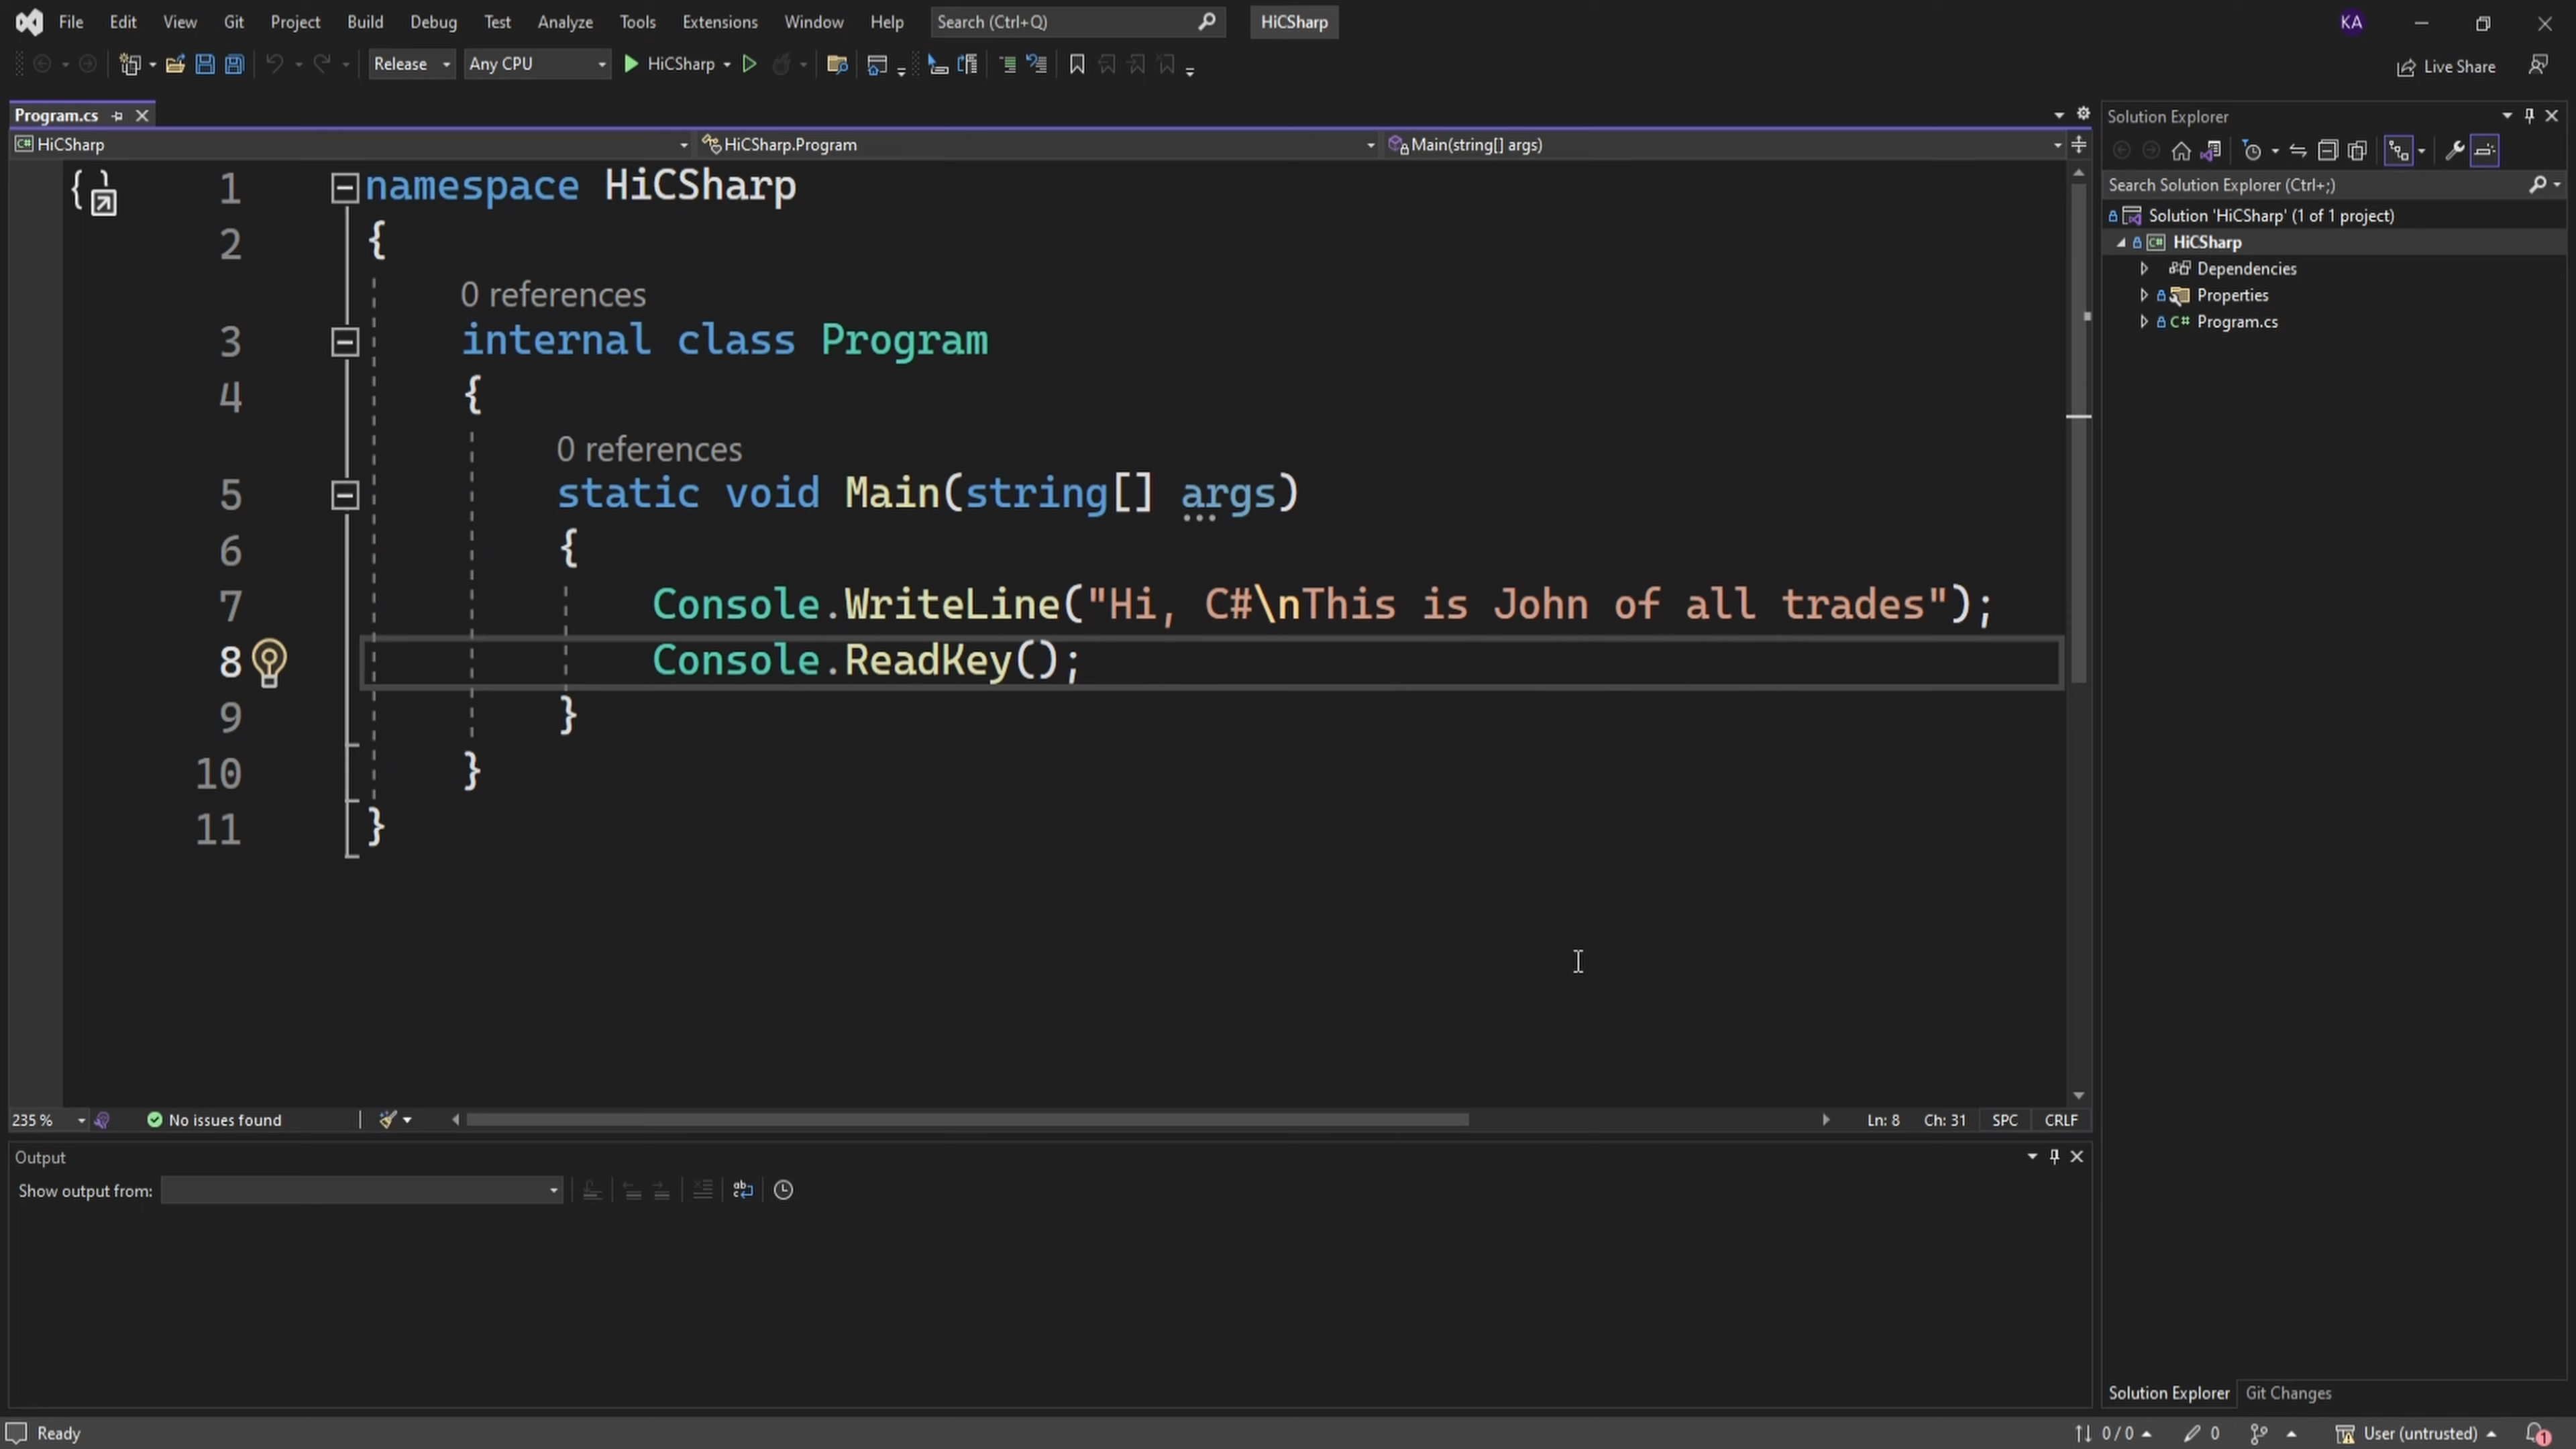 File Edit View Git Project Build Debug Test Analyze Tools Extensions Window Help Search (Ctrl+Q) HiCSharp KA
Release Any CPU HiCSharp Live Share
Program.cs
HiCSharp HiCSharp.Program Main(string[] args)
1 namespace HiCSharp
2 {
0 references
3 internal class Program
4 {
0 references
5 static void Main(string[] args)
6 {
7 Console.WriteLine("Hi, C#\nThis is John of all trades");
8 Console.ReadKey();
9 }
10 }
11 }
235 % No issues found Ln: 8 Ch: 31 SPC CRLF
Output
Show output from:
Solution Explorer
Search Solution Explorer (Ctrl+;)
Solution 'HiCSharp' (1 of 1 project)
C# HiCSharp
Dependencies
Properties
C# Program.cs
Solution Explorer Git Changes
Ready 0 / 0 0 User (untrusted) 1